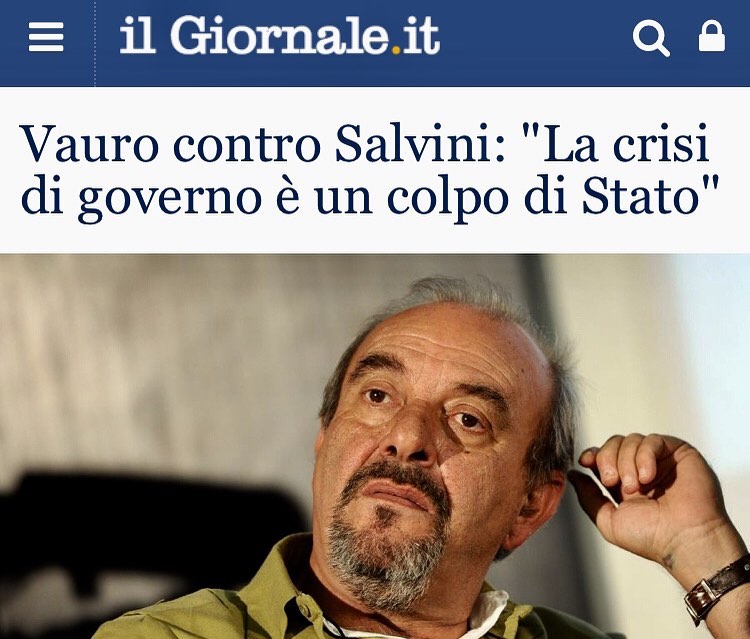 il Giornale.it
Vauro contro Salvini: "La crisi
di governo è un colpo di Stato"